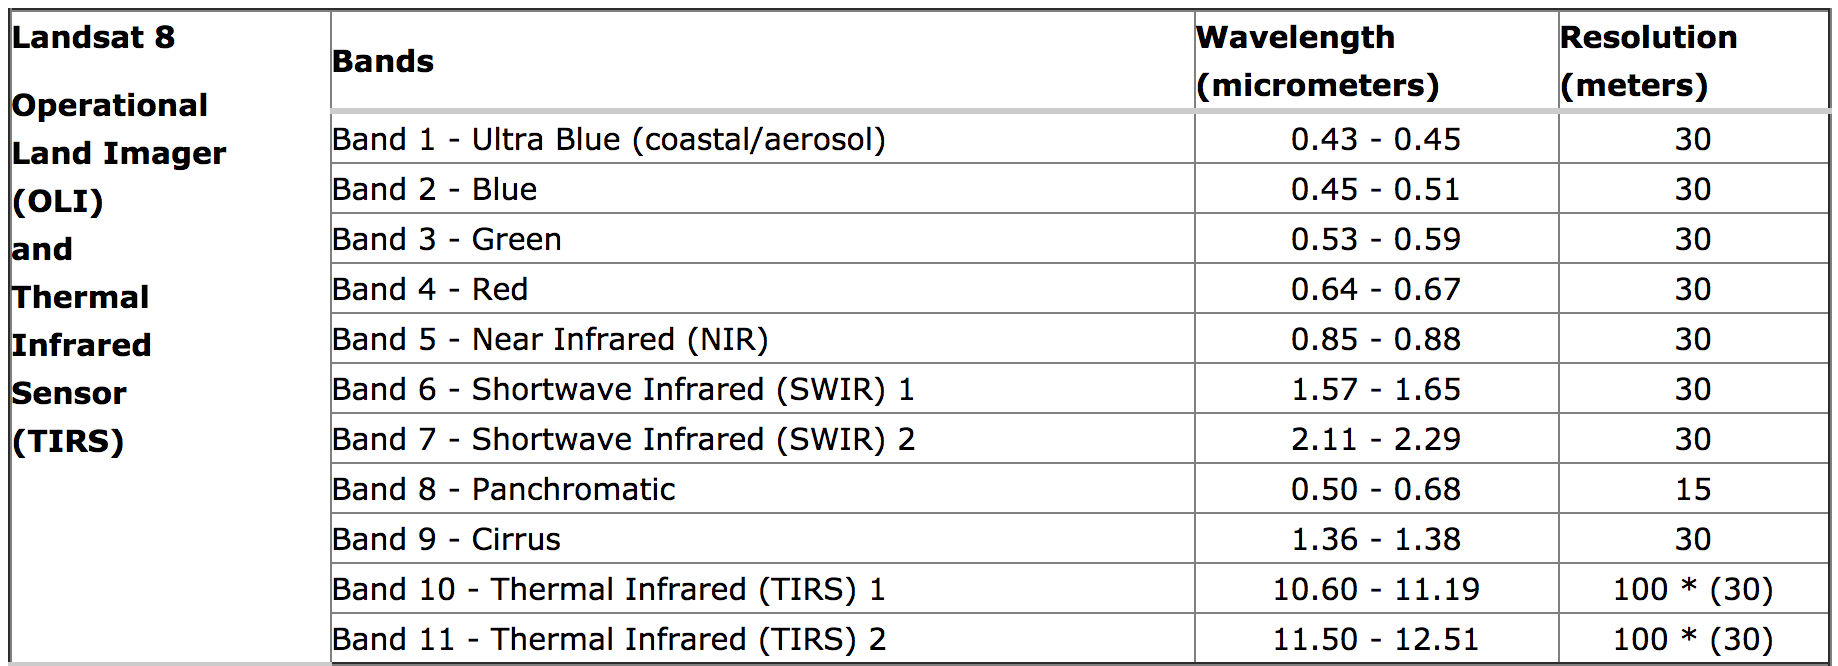 Landsat 8
Operational
Land Imager
(OLI)
and
Thermal
Infrared
Sensor
(TIRS)
Bands
Wavelength
(micrometers)
Resolution
(meters)
Band 1 - Ultra Blue (coastal/aerosol) 0.43 - 0.45 30
Band 2 - Blue 0.45 - 0.51 30
Band 3 - Green 0.53 - 0.59 30
Band 4 - Red 0.64 - 0.67 30
Band 5 - Near Infrared (NIR) 0.85 - 0.88 30
Band 6 - Shortwave Infrared (SWIR) 1 1.57 - 1.65 30
Band 7 - Shortwave Infrared (SWIR) 2 2.11 - 2.29 30
Band 8 - Panchromatic 0.50 - 0.68 15
Band 9 - Cirrus 1.36 - 1.38 30
Band 10 - Thermal Infrared (TIRS) 1 10.60 - 11.19 100 * (30)
Band 11 - Thermal Infrared (TIRS) 2 11.50 - 12.51 100 * (30)